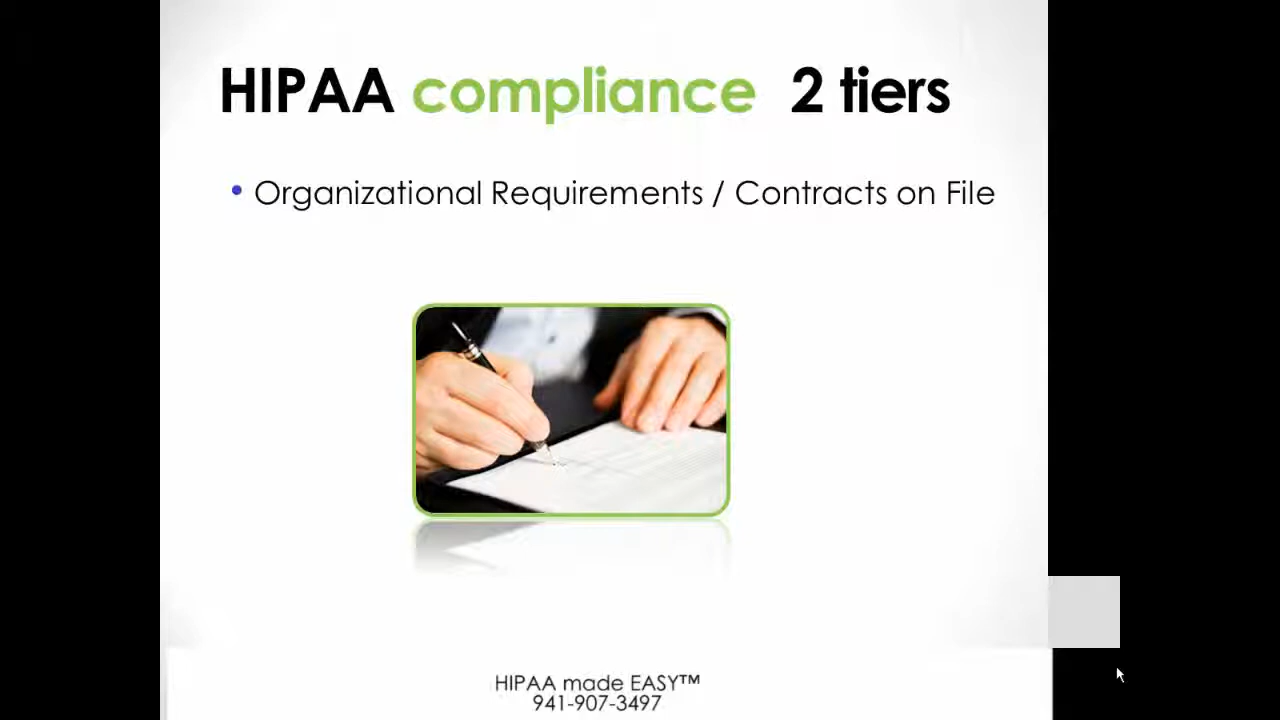 HIPAA compliance 2 tiers
• Organizational Requirements / Contracts on File
HIPAA made EASY™
941-907-3497